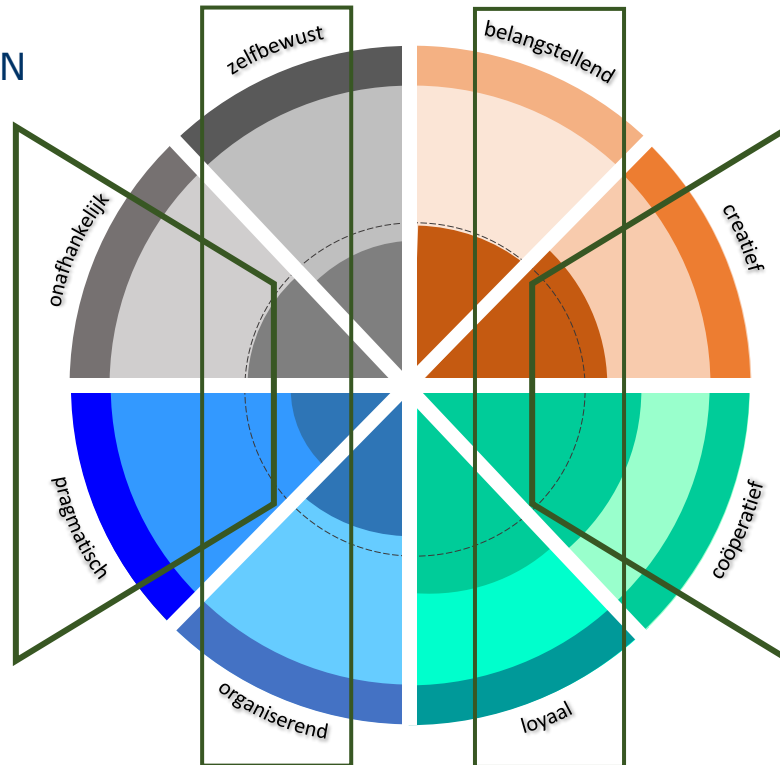 N
zelfbewust
belangstellend
onafhankelijk
creatief
pragmatisch
coöperatief
organiserend
loyaal